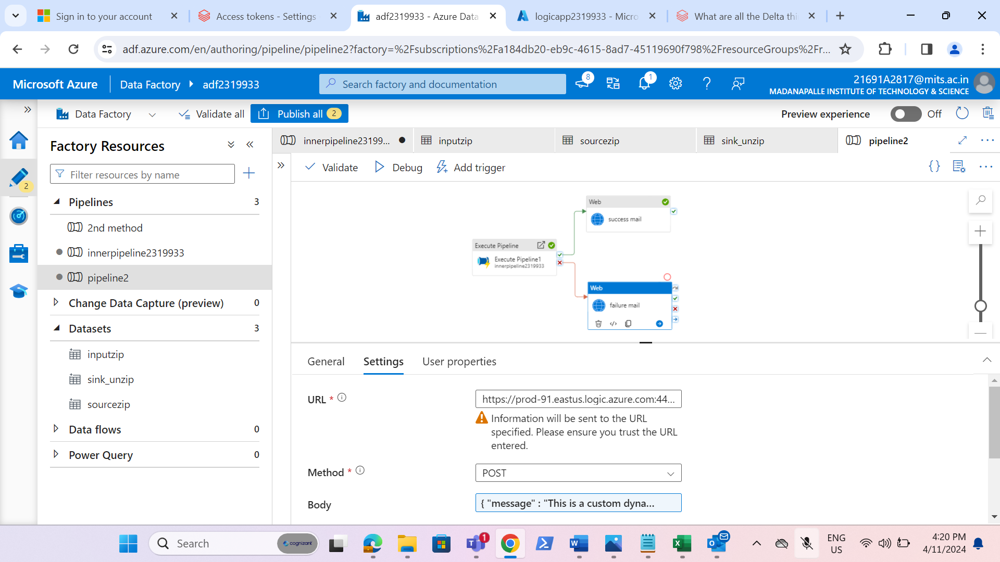 Sign in to your account
Access tokens - Settings
adf2319933 - Azure Data
logicapp2319933 - Micro
What are all the Delta thi
adf.azure.com/en/authoring/pipeline/pipeline2?factory=%2Fsubscriptions%2Fa184db20-eb9c-4615-8ad7-45119690f798%2FresourceGroups%2Fr...
Microsoft Azure
Data Factory
adf2319933
Search factory and documentation
8
1
21691A2817@mits.ac.in
MADANAPALLE INSTITUTE OF TECHNOLOGY & SCIENCE
Data Factory
Validate all
Publish all
2
Preview experience
Off
2
Factory Resources
Filter resources by name
Pipelines 3
2nd method
innerpipeline2319933
pipeline2
Change Data Capture (preview) 0
Datasets 3
inputzip
sink_unzip
sourcezip
Data flows 0
Power Query 0
innerpipeline23199...
inputzip
sourcezip
sink_unzip
pipeline2
Validate
Debug
Add trigger
Web
success mail
Execute Pipeline
Execute Pipeline1
innerpipeline2319933
Web
failure mail
General
Settings
User properties
URL *
https://prod-91.eastus.logic.azure.com:44...
Information will be sent to the URL
specified. Please ensure you trust the URL
entered.
Method *
POST
Body
{ "message" : "This is a custom dyna...
Search
cognizant
1
ENG
US
4:20 PM
4/11/2024